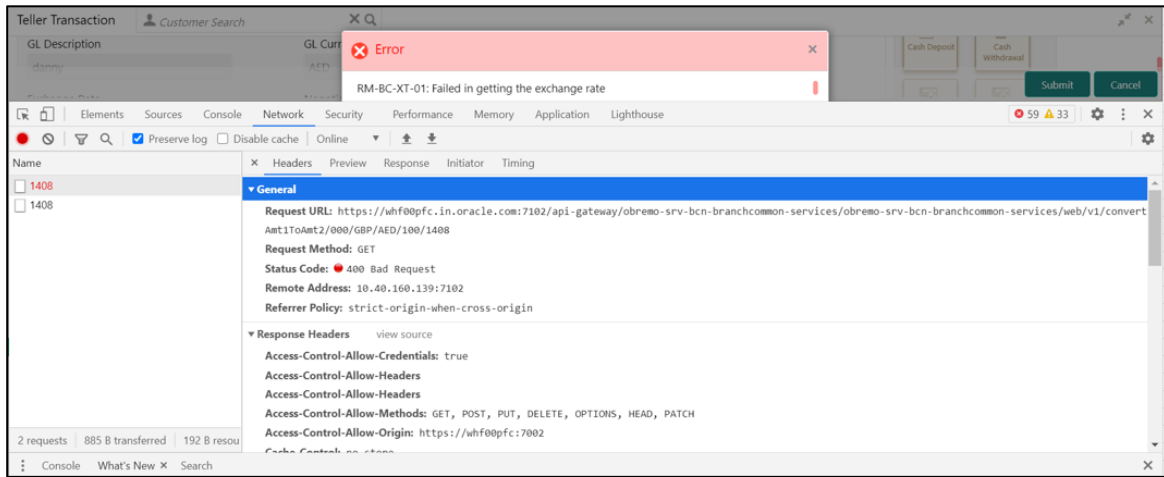 Teller Transaction
Customer Search
GL Description
GL Curr
Error
Cash Deposit
Cash Withdrawal
danny
AED
RM-BC-XT-01: Failed in getting the exchange rate
Submit
Cancel
Elements Sources Console Network Security Performance Memory Application Lighthouse 59 33
Preserve log Disable cache Online
Name
Headers Preview Response Initiator Timing
1408
General
1408
Request URL: https://whf00pfc.in.oracle.com:7102/api-gateway/obremo-srv-bcn-branchcommon-services/obremo-srv-bcn-branchcommon-services/web/v1/convert
Amt1ToAmt2/000/GBP/AED/100/1408
Request Method: GET
Status Code: 400 Bad Request
Remote Address: 10.40.160.139:7102
Referrer Policy: strict-origin-when-cross-origin
Response Headers view source
Access-Control-Allow-Credentials: true
Access-Control-Allow-Headers
Access-Control-Allow-Headers
Access-Control-Allow-Methods: GET, POST, PUT, DELETE, OPTIONS, HEAD, PATCH
Access-Control-Allow-Origin: https://whf00pfc:7002
2 requests 885 B transferred 192 B resou
Console What's New Search